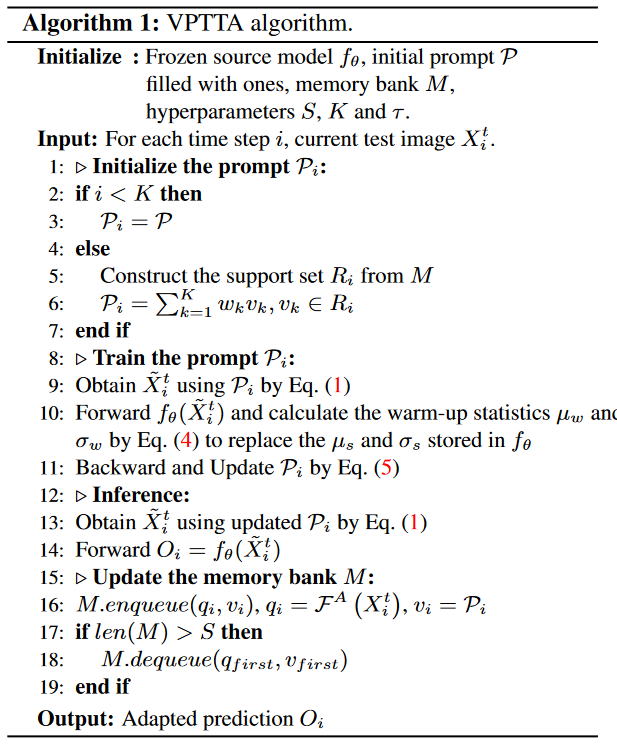 Algorithm 1: VPTTA algorithm.
Initialize : Frozen source model $f_\theta$, initial prompt $\mathcal{P}$
filled with ones, memory bank $M$,
hyperparameters $S$, $K$ and $\tau$.
Input: For each time step $i$, current test image $X_i^t$.
1: ▷ Initialize the prompt $\mathcal{P}_i$:
2: if $i < K$ then
3: $\mathcal{P}_i = \mathcal{P}$
4: else
5: Construct the support set $R_i$ from $M$
6: $\mathcal{P}_i = \sum_{k=1}^{K} w_k v_k, v_k \in R_i$
7: end if
8: ▷ Train the prompt $\mathcal{P}_i$:
9: Obtain $\tilde{X}_i^t$ using $\mathcal{P}_i$ by Eq. (1)
10: Forward $f_\theta(\tilde{X}_i^t)$ and calculate the warm-up statistics $\mu_w$ and
$\sigma_w$ by Eq. (4) to replace the $\mu_s$ and $\sigma_s$ stored in $f_\theta$
11: Backward and Update $\mathcal{P}_i$ by Eq. (5)
12: ▷ Inference:
13: Obtain $\tilde{X}_i^t$ using updated $\mathcal{P}_i$ by Eq. (1)
14: Forward $O_i = f_\theta(\tilde{X}_i^t)$
15: ▷ Update the memory bank $M$:
16: $M.enqueue(q_i, v_i), q_i = \mathcal{F}^A(X_i^t), v_i = \mathcal{P}_i$
17: if $len(M) > S$ then
18: $M.dequeue(q_{first}, v_{first})$
19: end if
Output: Adapted prediction $O_i$